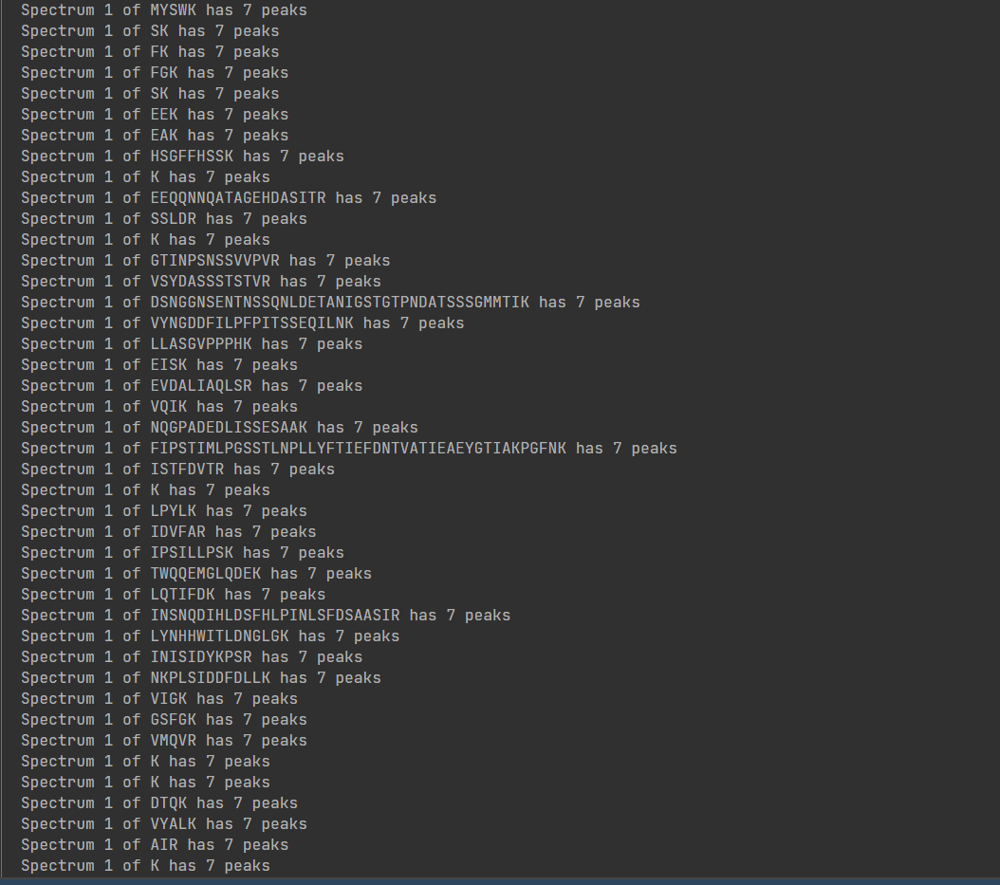 Spectrum 1 of MYSWK has 7 peaks
Spectrum 1 of SK has 7 peaks
Spectrum 1 of FK has 7 peaks
Spectrum 1 of FGK has 7 peaks
Spectrum 1 of SK has 7 peaks
Spectrum 1 of EEK has 7 peaks
Spectrum 1 of EAK has 7 peaks
Spectrum 1 of HSGFFHSSK has 7 peaks
Spectrum 1 of K has 7 peaks
Spectrum 1 of EEQQNNQATAGEHDASITR has 7 peaks
Spectrum 1 of SSLDR has 7 peaks
Spectrum 1 of K has 7 peaks
Spectrum 1 of GTINPSNSSVVPVR has 7 peaks
Spectrum 1 of VSYDASSSTSTVR has 7 peaks
Spectrum 1 of DSNGGNSENTNSSQNLDETANIGSTGTPNDATSSSGMMTIK has 7 peaks
Spectrum 1 of VYNGDDFILPFPITSSEQILNK has 7 peaks
Spectrum 1 of LLASGVPPPHK has 7 peaks
Spectrum 1 of EISK has 7 peaks
Spectrum 1 of EVDALIAQLSR has 7 peaks
Spectrum 1 of VQIK has 7 peaks
Spectrum 1 of NQGPADEDLISSESAAK has 7 peaks
Spectrum 1 of FIPSTIMLPGSSTLNPLLYFTIEFDNTVATIEAEYGTIAKPGFNK has 7 peaks
Spectrum 1 of ISTFDVTR has 7 peaks
Spectrum 1 of K has 7 peaks
Spectrum 1 of LPYLK has 7 peaks
Spectrum 1 of IDVFAR has 7 peaks
Spectrum 1 of IPSILLPSK has 7 peaks
Spectrum 1 of TWQQEMGLQDEK has 7 peaks
Spectrum 1 of LQTIFDK has 7 peaks
Spectrum 1 of INSNQDIHLDSFHLPINLSFDSAASIR has 7 peaks
Spectrum 1 of LYNHHWITLDNGLGK has 7 peaks
Spectrum 1 of INISIDYKPSR has 7 peaks
Spectrum 1 of NKPLSIDDFDLLK has 7 peaks
Spectrum 1 of VIGK has 7 peaks
Spectrum 1 of GSFGK has 7 peaks
Spectrum 1 of VMQVR has 7 peaks
Spectrum 1 of K has 7 peaks
Spectrum 1 of K has 7 peaks
Spectrum 1 of DTQK has 7 peaks
Spectrum 1 of VYALK has 7 peaks
Spectrum 1 of AIR has 7 peaks
Spectrum 1 of K has 7 peaks